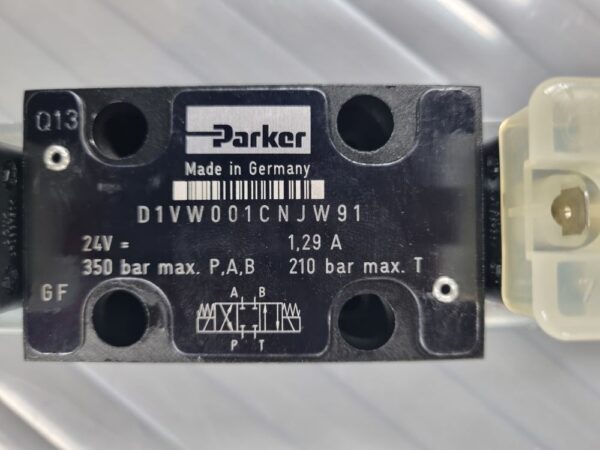 Q13
Parker
Made in Germany
D1VW001CNJW91
24V = 1,29 A
350 bar max. P,A,B 210 bar max. T
GF
A B
P T